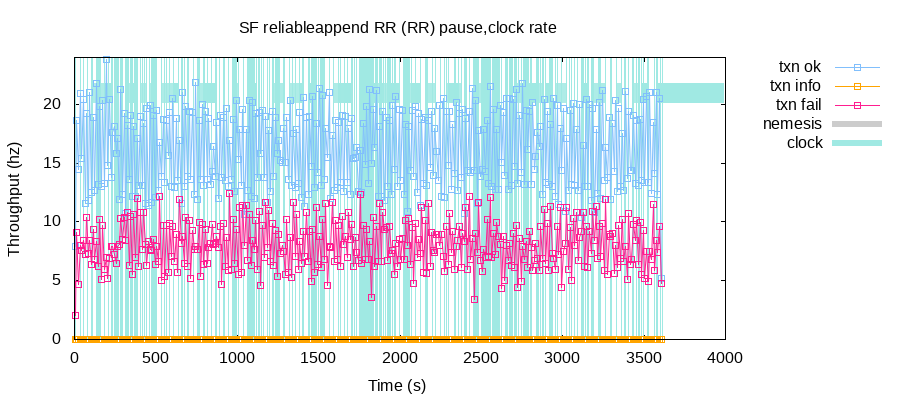 SF reliableappend RR (RR) pause,clock rate
txn ok
txn info
txn fail
nemesis
clock
Throughput (hz)
20
15
10
5
0
0 500 1000 1500 2000 2500 3000 3500 4000
Time (s)